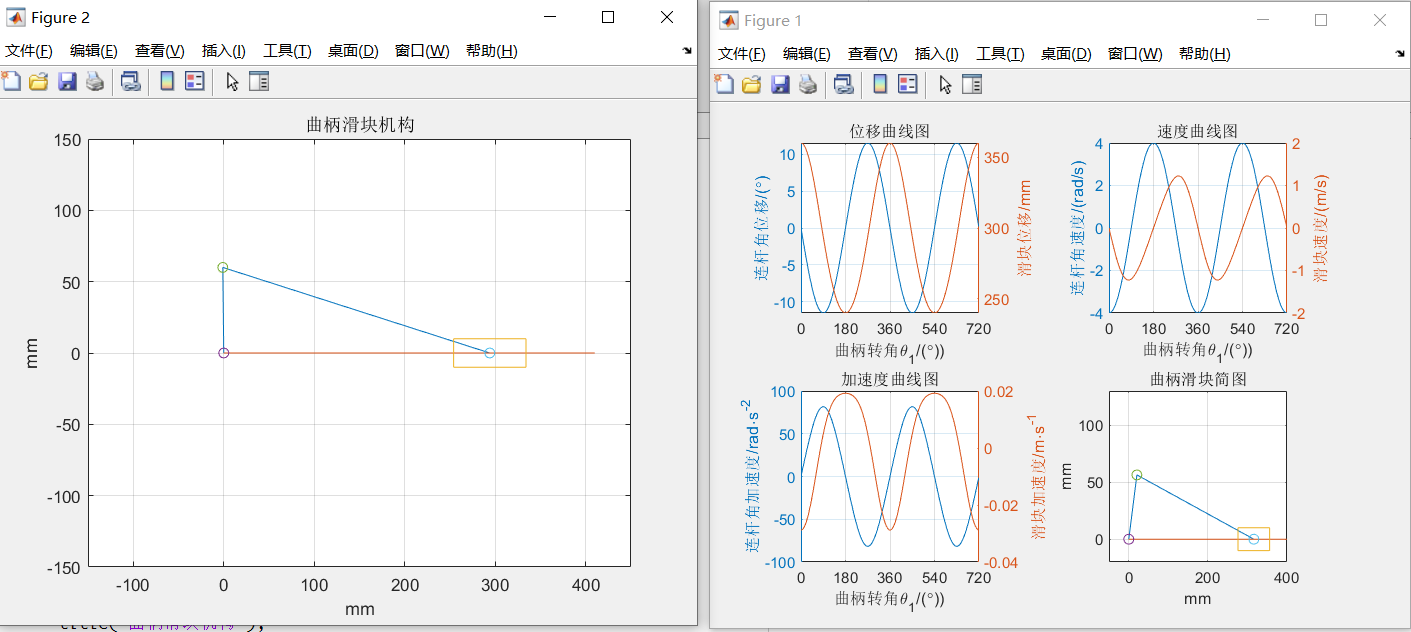 Figure 2
文件(F) 编辑(E) 查看(V) 插入(I) 工具(T) 桌面(D) 窗口(W) 帮助(H)
曲柄滑块机构
150
100
50
0
-50
-100
-150
mm
-100 0 100 200 300 400
mm
Figure 1
文件(F) 编辑(E) 查看(V) 插入(I) 工具(T) 桌面(D) 窗口(W) 帮助(H)
位移曲线图
连杆角位移/(°)
10
5
0
-5
-10
350
300
250
滑块位移/mm
0 180 360 540 720
曲柄转角θ₁/(°))
速度曲线图
连杆角速度/(rad/s)
4
2
0
-2
-4
2
1
0
-1
-2
滑块速度/(m/s)
0 180 360 540 720
曲柄转角θ₁/(°))
加速度曲线图
连杆角加速度/rad·s⁻²
100
50
0
-50
-100
0.02
0
-0.02
-0.04
滑块加速度/m·s⁻¹
0 180 360 540 720
曲柄转角θ₁/(°))
曲柄滑块简图
mm
100
50
0
0 200 400
mm